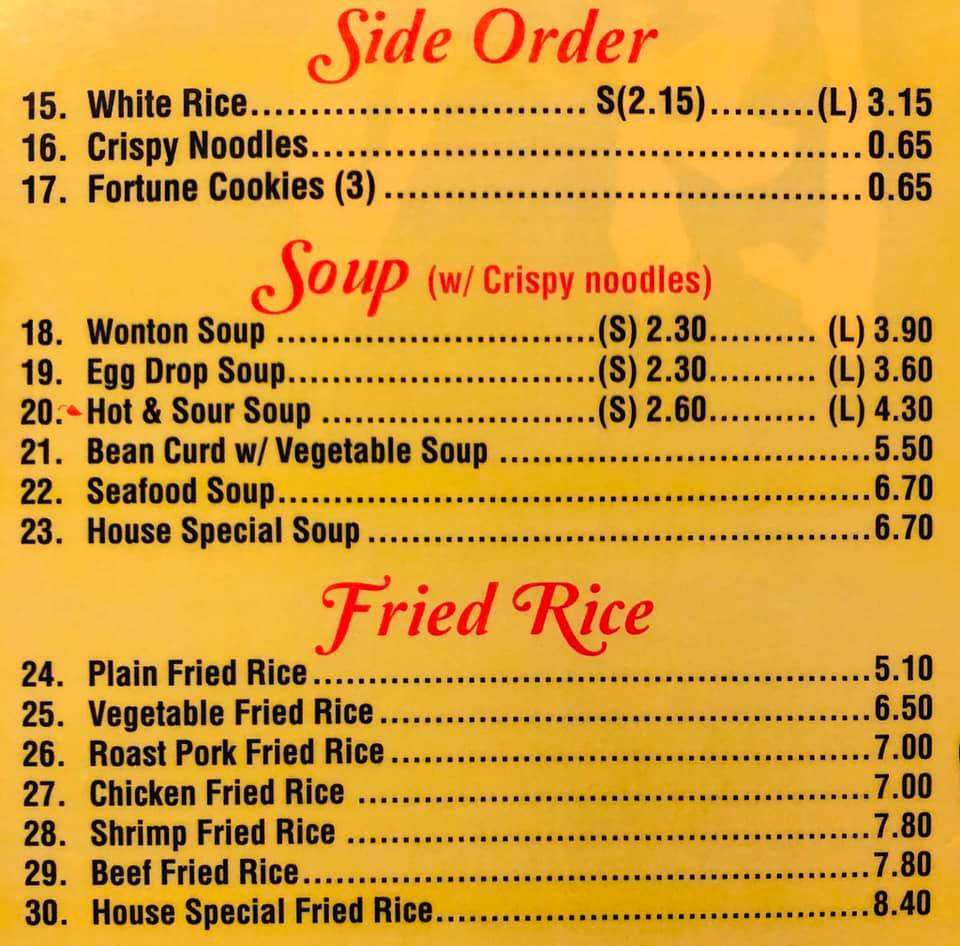 Side Order
15. White Rice............................ S(2.15).........(L) 3.15
16. Crispy Noodles..........................................0.65
17. Fortune Cookies (3) ....................................0.65
Soup (w/ Crispy noodles)
18. Wonton Soup .............................(S) 2.30.......... (L) 3.90
19. Egg Drop Soup............................(S) 2.30.......... (L) 3.60
20. Hot & Sour Soup .........................(S) 2.60.......... (L) 4.30
21. Bean Curd w/ Vegetable Soup ..................................5.50
22. Seafood Soup......................................................6.70
23. House Special Soup ..............................................6.70
Fried Rice
24. Plain Fried Rice ...................................................5.10
25. Vegetable Fried Rice .............................................6.50
26. Roast Pork Fried Rice ............................................7.00
27. Chicken Fried Rice ...............................................7.00
28. Shrimp Fried Rice ................................................7.80
29. Beef Fried Rice....................................................7.80
30. House Special Fried Rice........................................8.40